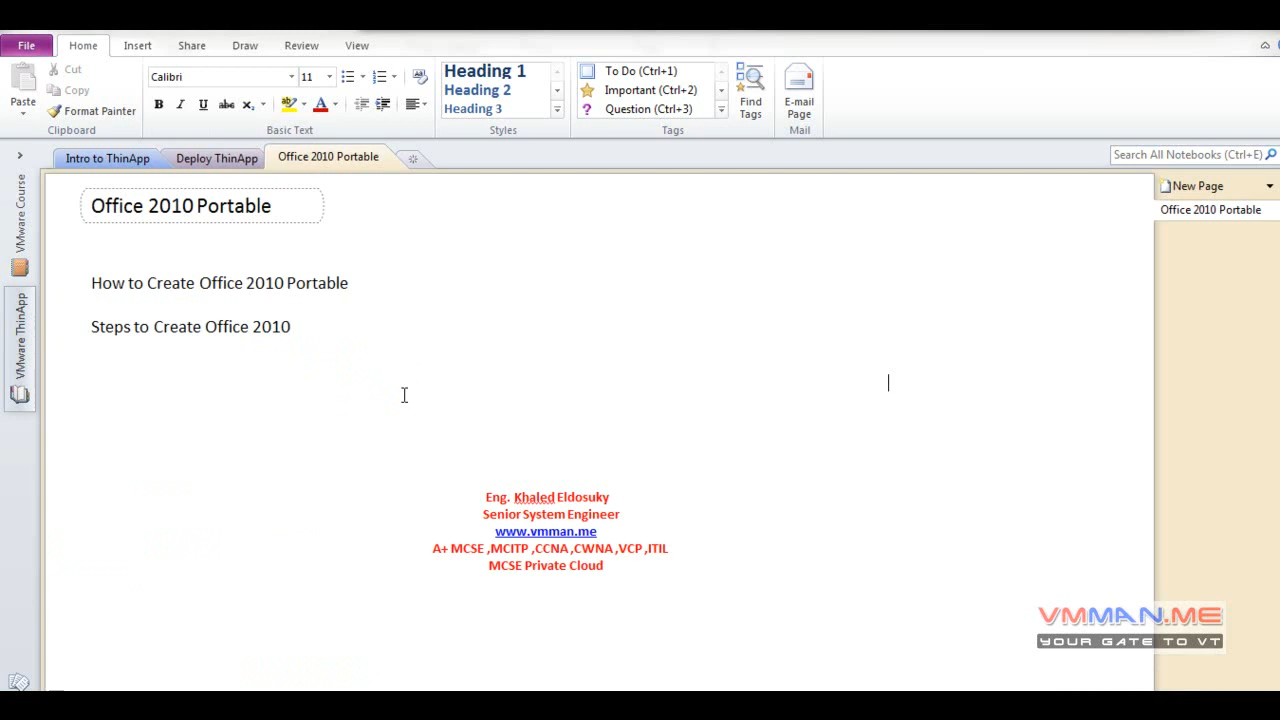 File Home Insert Share Draw Review View
Cut
Copy
Format Painter
Paste
Clipboard
Calibri 11
B I U abc x₂ ab A
Basic Text
Heading 1
Heading 2
Heading 3
Styles
To Do (Ctrl+1)
Important (Ctrl+2)
Question (Ctrl+3)
Tags
Find
Tags
E-mail
Page
Mail
Intro to ThinApp Deploy ThinApp Office 2010 Portable
Search All Notebooks (Ctrl+E)
VMware Course
VMware ThinApp
New Page
Office 2010 Portable
Office 2010 Portable
How to Create Office 2010 Portable
Steps to Create Office 2010
Eng. Khaled Eldosuky
Senior System Engineer
www.vmman.me
A+ MCSE ,MCITP ,CCNA ,CWNA ,VCP ,ITIL
MCSE Private Cloud
VMMAN.ME
YOUR GATE TO VT